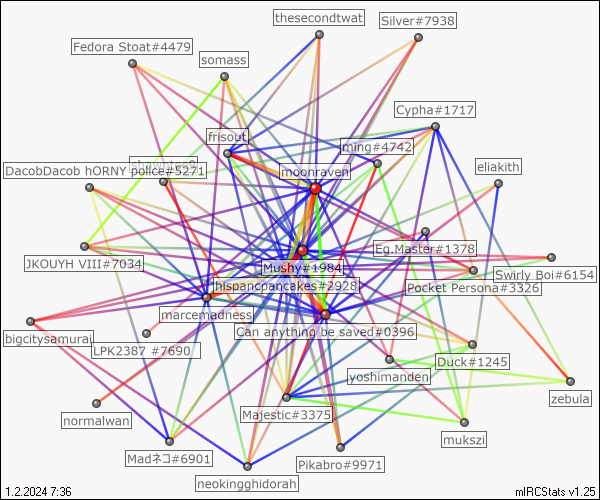 thesecondtwat
Silver#7938
Fedora Stoat#4479
somass
Cypha#1717
frisout
ming#4742
DacobDacob hORNY police#5271
moonraven
eliakith
Eg.Master#1378
JKOUYH VIII#7034
Mushy#1984
Swirly Boi#6154
hispancpancakes#2928
Pocket Persona#3326
marcemadness
Can anything be saved#0396
bigcitysamurai
LPK2387 #7690
Duck#1245
yoshimanden
zebula
normalwan
Majestic#3375
mukszi
Madネコ#6901
Pikabro#9971
neokingghidorah
1.2.2024 7:36
mIRCStats v1.25